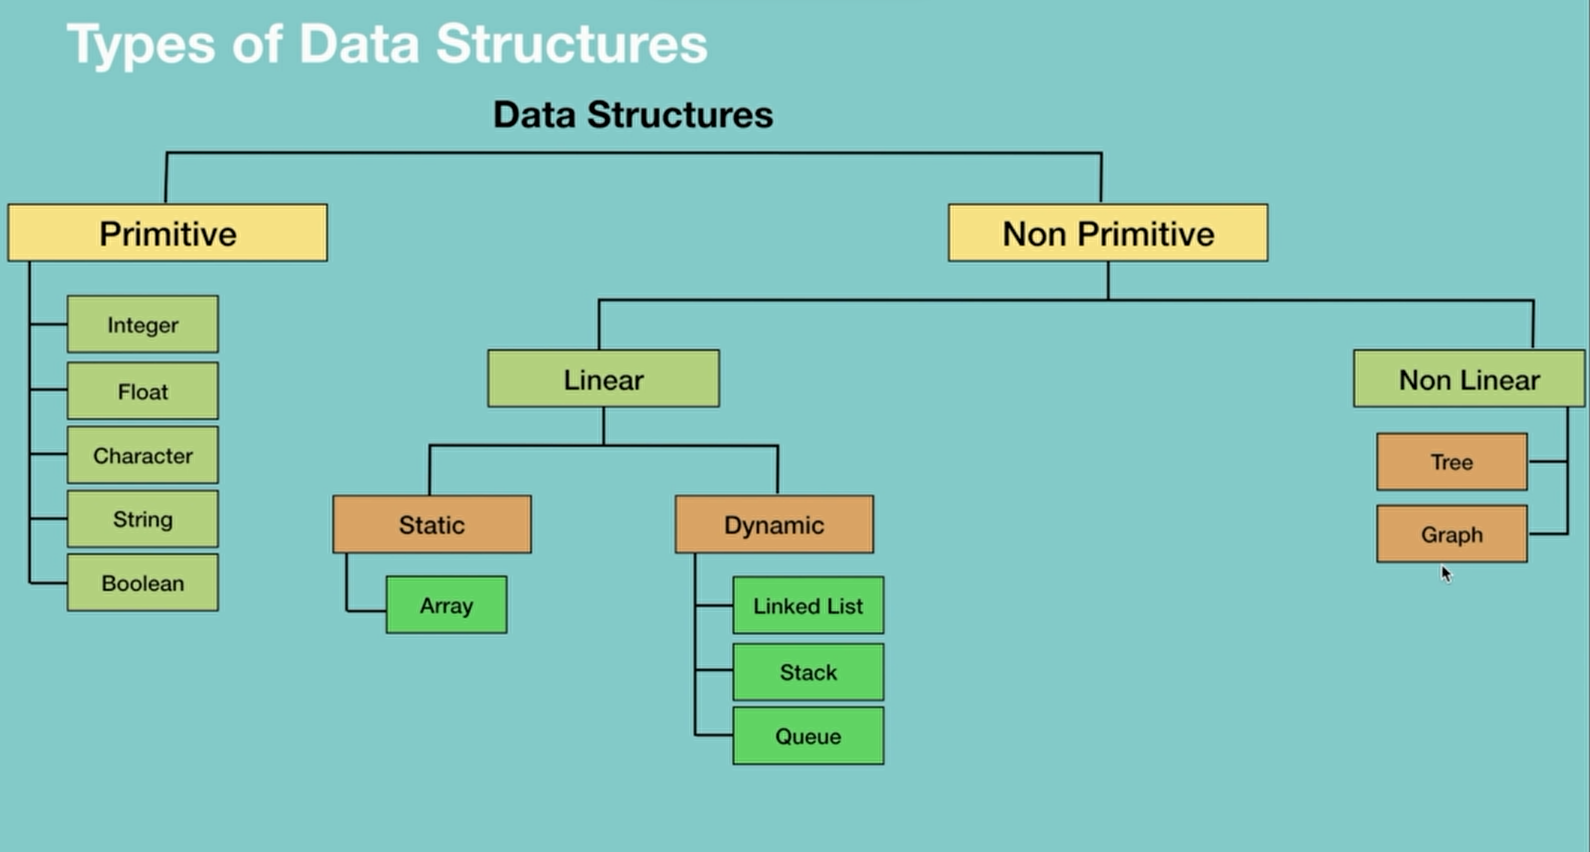 Types of Data Structures
Data Structures
Primitive
Non Primitive
Integer
Float
Character
String
Boolean
Linear
Non Linear
Static
Dynamic
Array
Linked List
Stack
Queue
Tree
Graph